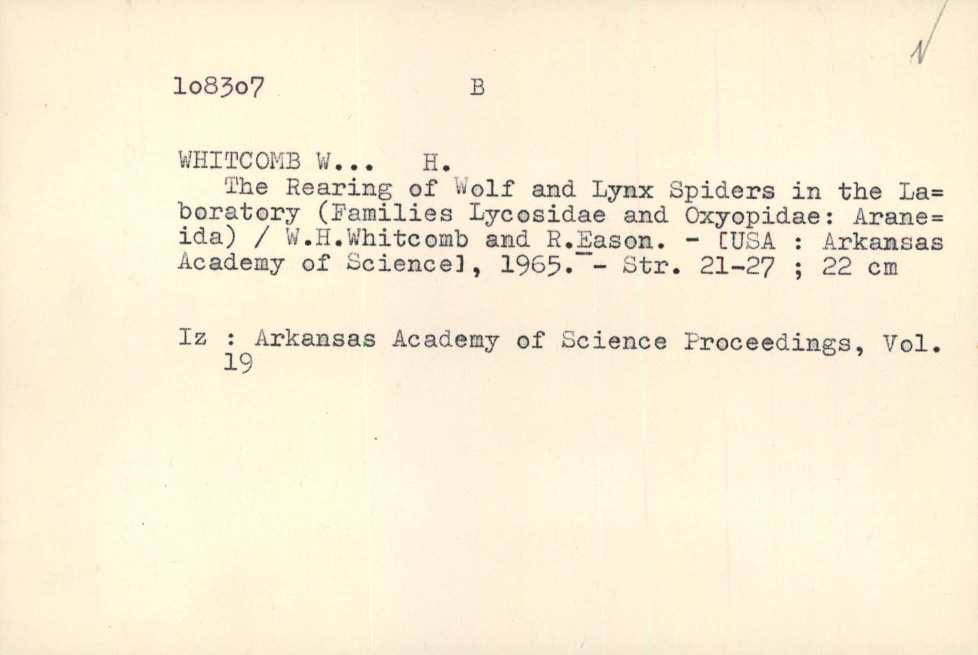 108307 B
WHITCOMB W... H.
The Rearing of Wolf and Lynx Spiders in the La=
boratory (Families Lycosidae and Oxyopidae: Arane=
ida) / W.H.Whitcomb and R.Eason. - [USA : Arkansas
Academy of Science], 1965. - Str. 21-27 ; 22 cm
Iz : Arkansas Academy of Science Proceedings, Vol.
19